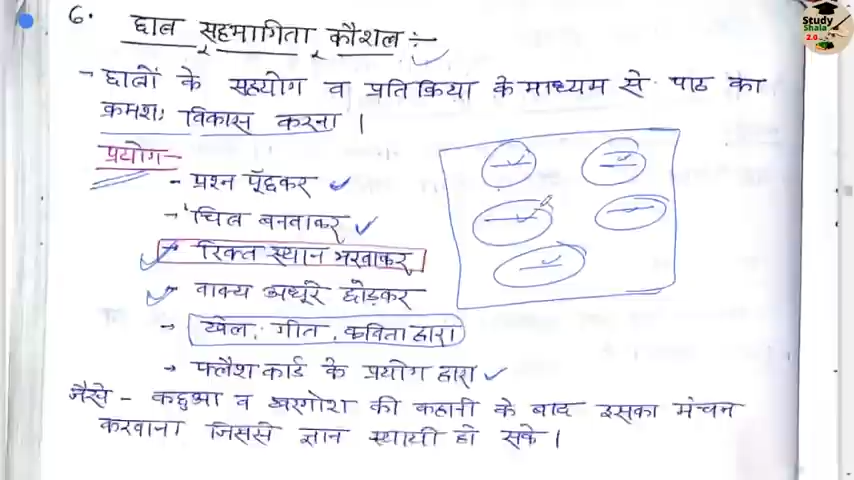 6. छात्र सहभागिता कौशल :-
- छात्रों के सहयोग व प्रतिक्रिया के माध्यम से पाठ का
क्रमशः विकास करना ।
प्रयोग -
- प्रश्न पूँछकर
- चित्र बनवाकर
- रिक्त स्थान भरवाकर
- वाक्य अधूरे छोड़कर
- खेल, गीत, कविता द्वारा
- फ्लैश कार्ड के प्रयोग द्वारा
जैसे - कछुआ व खरगोश की कहानी के बाद इसका मंचन
करवाना जिससे ज्ञान स्थायी हो सके ।
Study
Shala
2.0